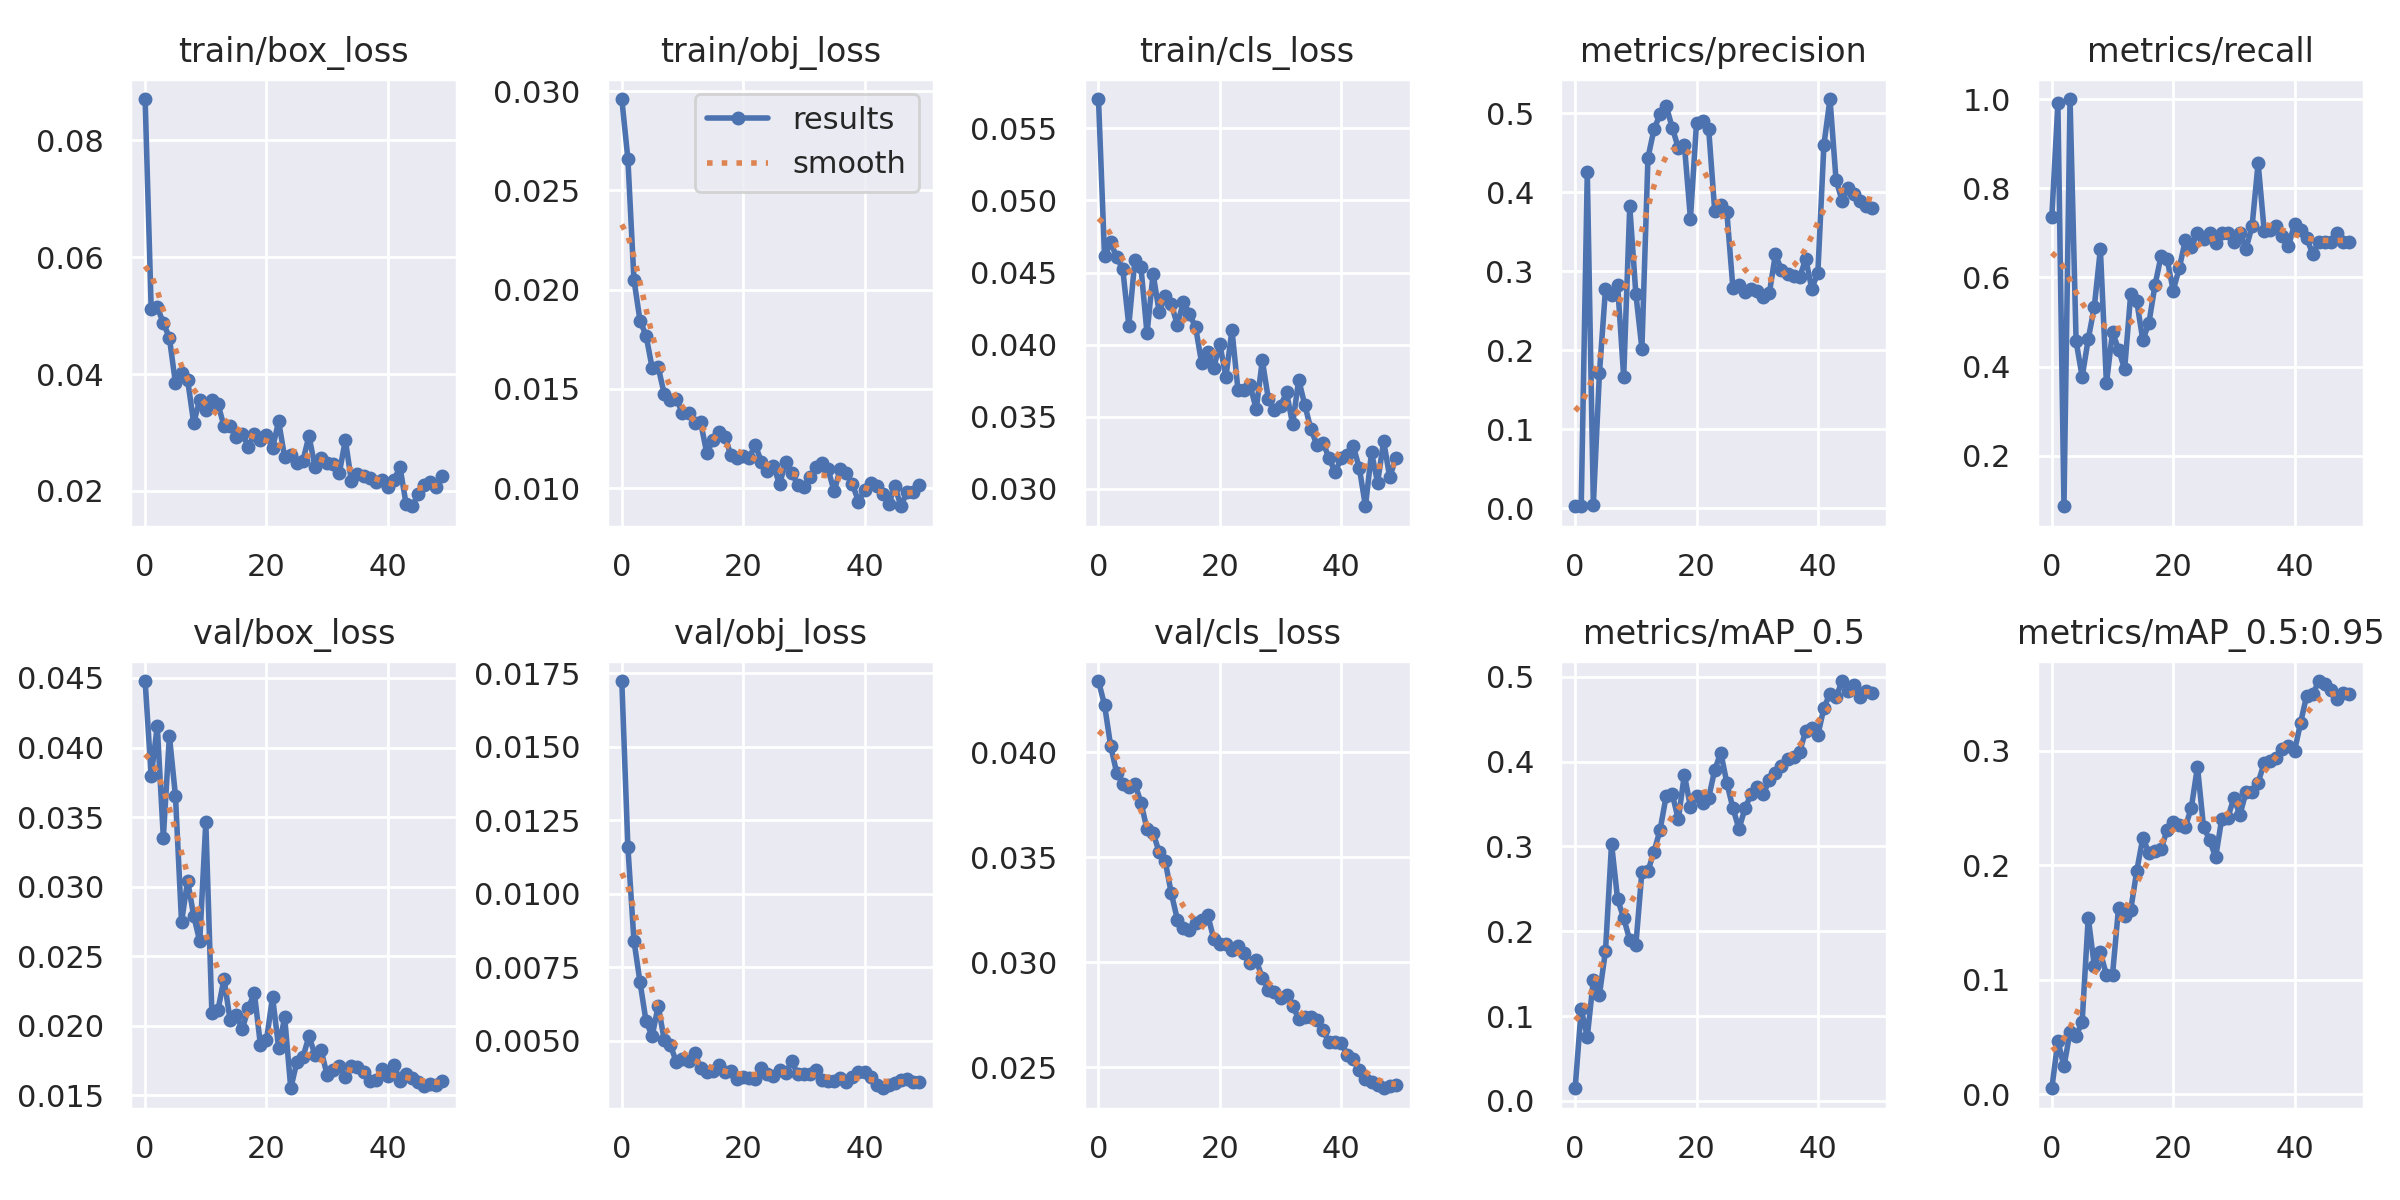 train/box_loss
0.08
0.06
0.04
0.02
0 20 40
train/obj_loss
results
smooth
0.030
0.025
0.020
0.015
0.010
0 20 40
train/cls_loss
0.055
0.050
0.045
0.040
0.035
0.030
0 20 40
metrics/precision
0.5
0.4
0.3
0.2
0.1
0.0
0 20 40
metrics/recall
1.0
0.8
0.6
0.4
0.2
0 20 40
val/box_loss
0.045
0.040
0.035
0.030
0.025
0.020
0.015
0 20 40
val/obj_loss
0.0175
0.0150
0.0125
0.0100
0.0075
0.0050
0 20 40
val/cls_loss
0.040
0.035
0.030
0.025
0 20 40
metrics/mAP_0.5
0.5
0.4
0.3
0.2
0.1
0.0
0 20 40
metrics/mAP_0.5:0.95
0.3
0.2
0.1
0.0
0 20 40